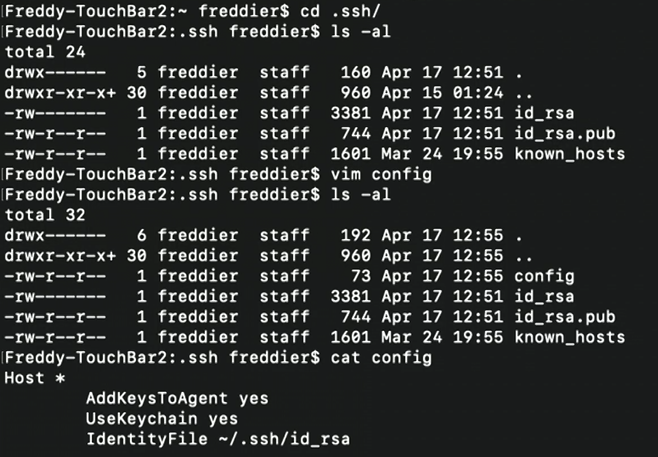 Freddy-TouchBar2:~ freddier$ cd .ssh/
Freddy-TouchBar2:.ssh freddier$ ls -al
total 24
drwx------   5 freddier  staff   160 Apr 17 12:51 .
drwxr-xr-x+ 30 freddier  staff   960 Apr 15 01:24 ..
-rw-------   1 freddier  staff  3381 Apr 17 12:51 id_rsa
-rw-r--r--   1 freddier  staff   744 Apr 17 12:51 id_rsa.pub
-rw-r--r--   1 freddier  staff  1601 Mar 24 19:55 known_hosts
Freddy-TouchBar2:.ssh freddier$ vim config
Freddy-TouchBar2:.ssh freddier$ ls -al
total 32
drwx------   6 freddier  staff   192 Apr 17 12:55 .
drwxr-xr-x+ 30 freddier  staff   960 Apr 17 12:55 ..
-rw-r--r--   1 freddier  staff    73 Apr 17 12:55 config
-rw-------   1 freddier  staff  3381 Apr 17 12:51 id_rsa
-rw-r--r--   1 freddier  staff   744 Apr 17 12:51 id_rsa.pub
-rw-r--r--   1 freddier  staff  1601 Mar 24 19:55 known_hosts
Freddy-TouchBar2:.ssh freddier$ cat config
Host *
        AddKeysToAgent yes
        UseKeychain yes
        IdentityFile ~/.ssh/id_rsa